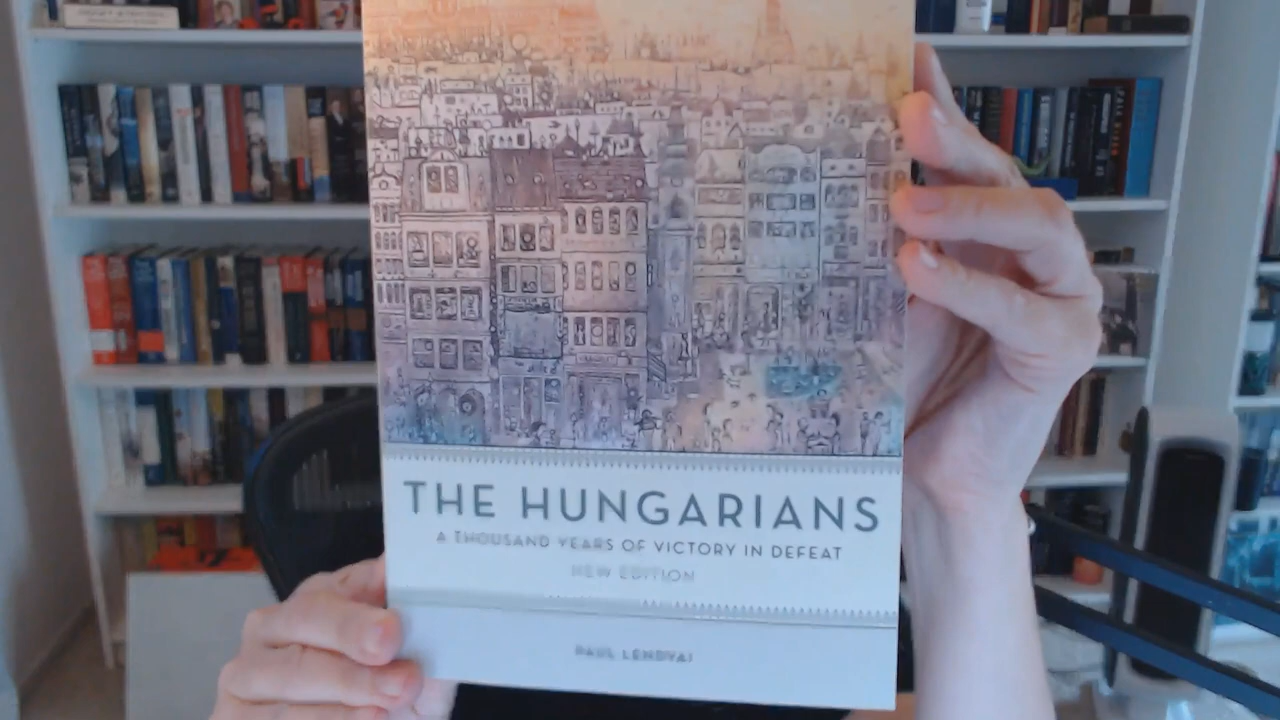 THE HUNGARIANS
A THOUSAND YEARS OF VICTORY IN DEFEAT
NEW EDITION
PAUL LENDVAI